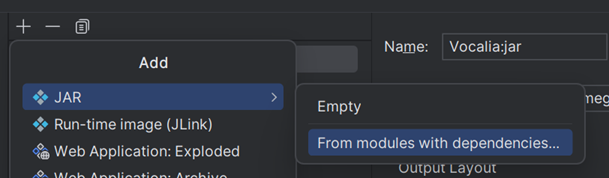 Name: Vocalia:jar
Add
JAR
Empty
Run-time image (JLink)
From modules with dependencies...
Web Application: Exploded
Output Layout